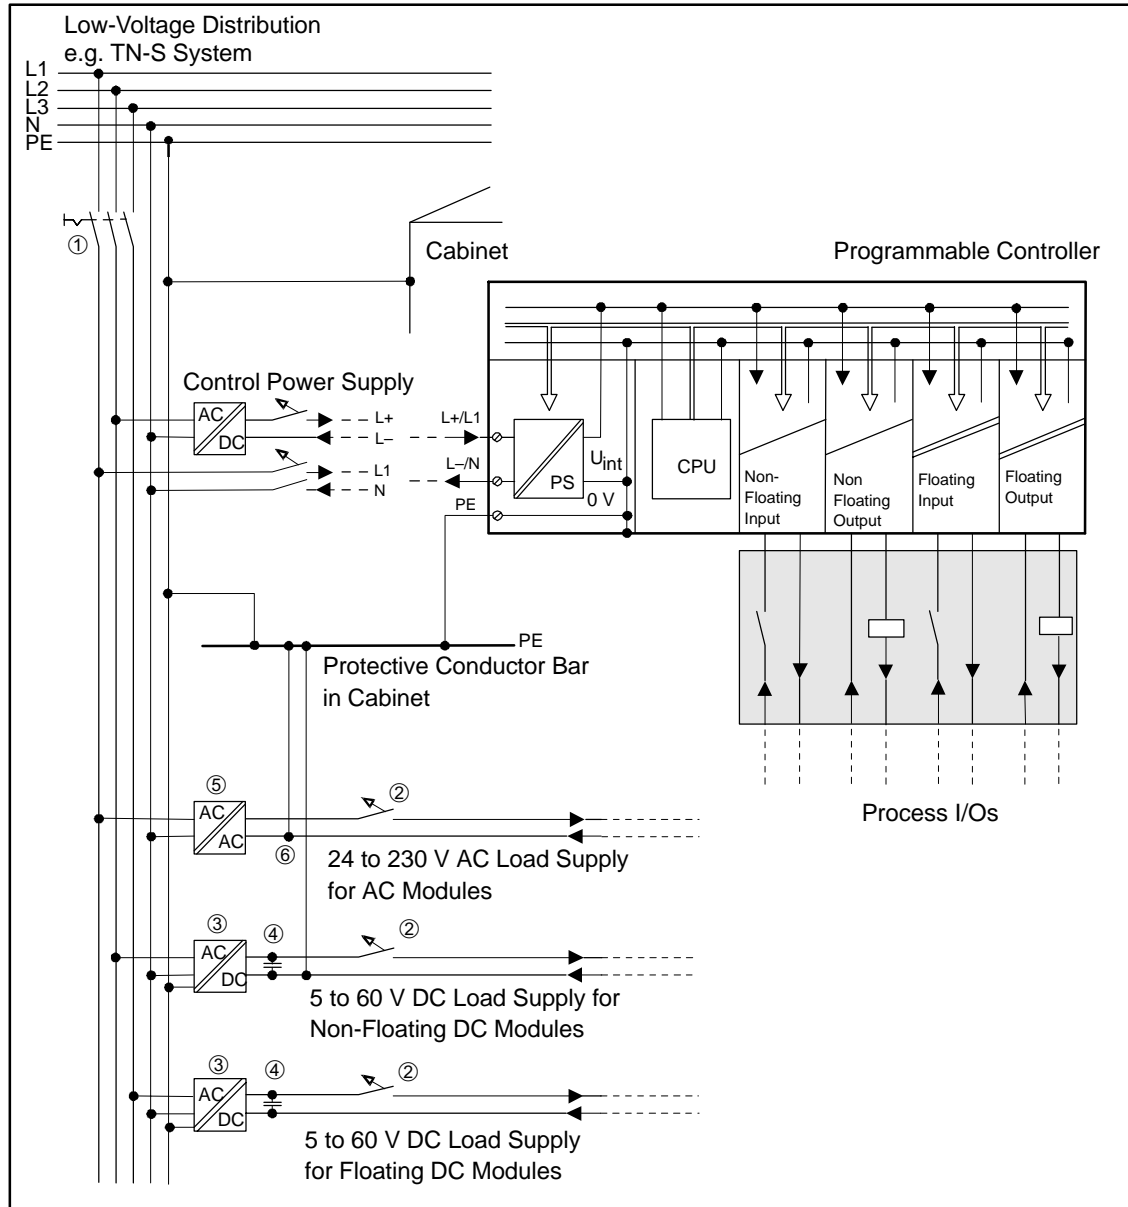 Low-Voltage Distribution
e.g. TN-S System
L1
L2
L3
N
PE
①
Cabinet
Programmable Controller
Control Power Supply
AC
DC
L+
L–
L1
N
L+/L1
L–/N
PE
PS
Uint
0 V
CPU
Non-
Floating
Input
Non
Floating
Output
Floating
Input
Floating
Output
PE
Protective Conductor Bar
in Cabinet
Process I/Os
⑤
AC
AC
②
⑥
24 to 230 V AC Load Supply
for AC Modules
③
AC
DC
④
②
5 to 60 V DC Load Supply for
Non-Floating DC Modules
③
AC
DC
④
②
5 to 60 V DC Load Supply
for Floating DC Modules